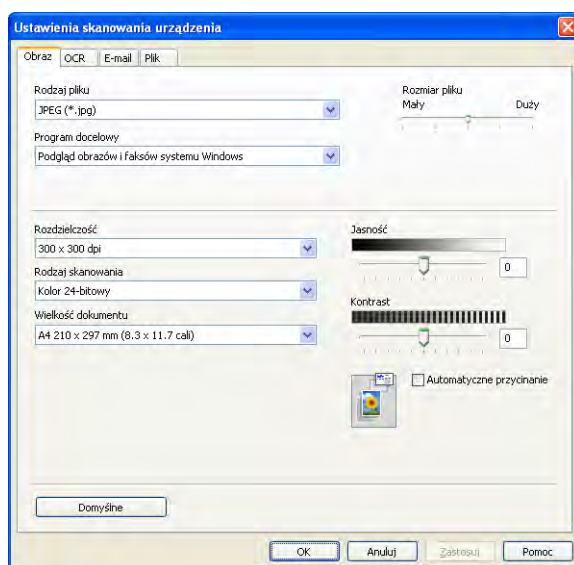 Ustawienia skanowania urządzenia
Obraz OCR E-mail Plik
Rodzaj pliku
JPEG (*.jpg)
Rozmiar pliku
Mały Duży
Program docelowy
Podgląd obrazów i faksów systemu Windows
Rozdzielczość
300 x 300 dpi
Rodzaj skanowania
Kolor 24-bitowy
Wielkość dokumentu
A4 210 x 297 mm (8.3 x 11.7 cali)
Jasność
0
Kontrast
0
Automatyczne przycinanie
Domyślne
OK Anuluj Zastosuj Pomoc